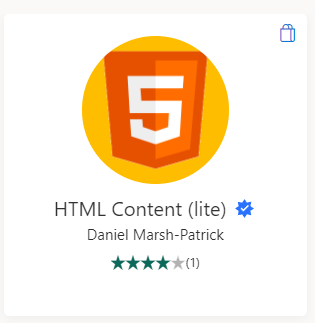 5
HTML Content (lite)
Daniel Marsh-Patrick
(1)